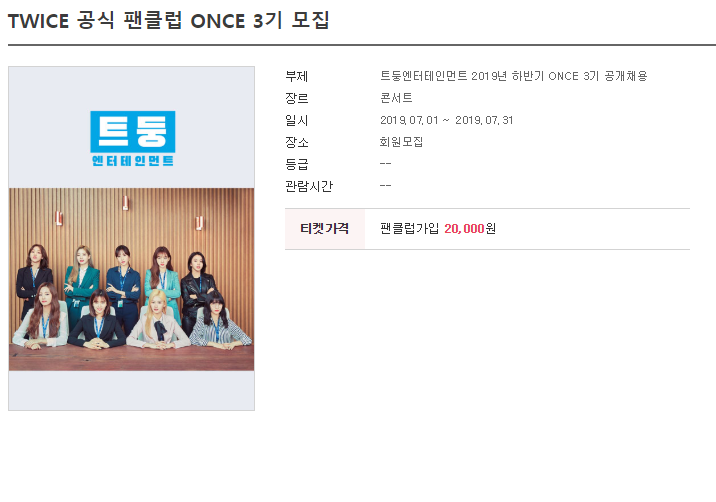 TWICE 공식 팬클럽 ONCE 3기 모집
트둥
엔터테인먼트
부제 트둥엔터테인먼트 2019년 하반기 ONCE 3기 공개채용
장르 콘서트
일시 2019.07.01 ~ 2019.07.31
장소 회원모집
등급 --
관람시간 --
티켓가격 팬클럽가입 20,000원